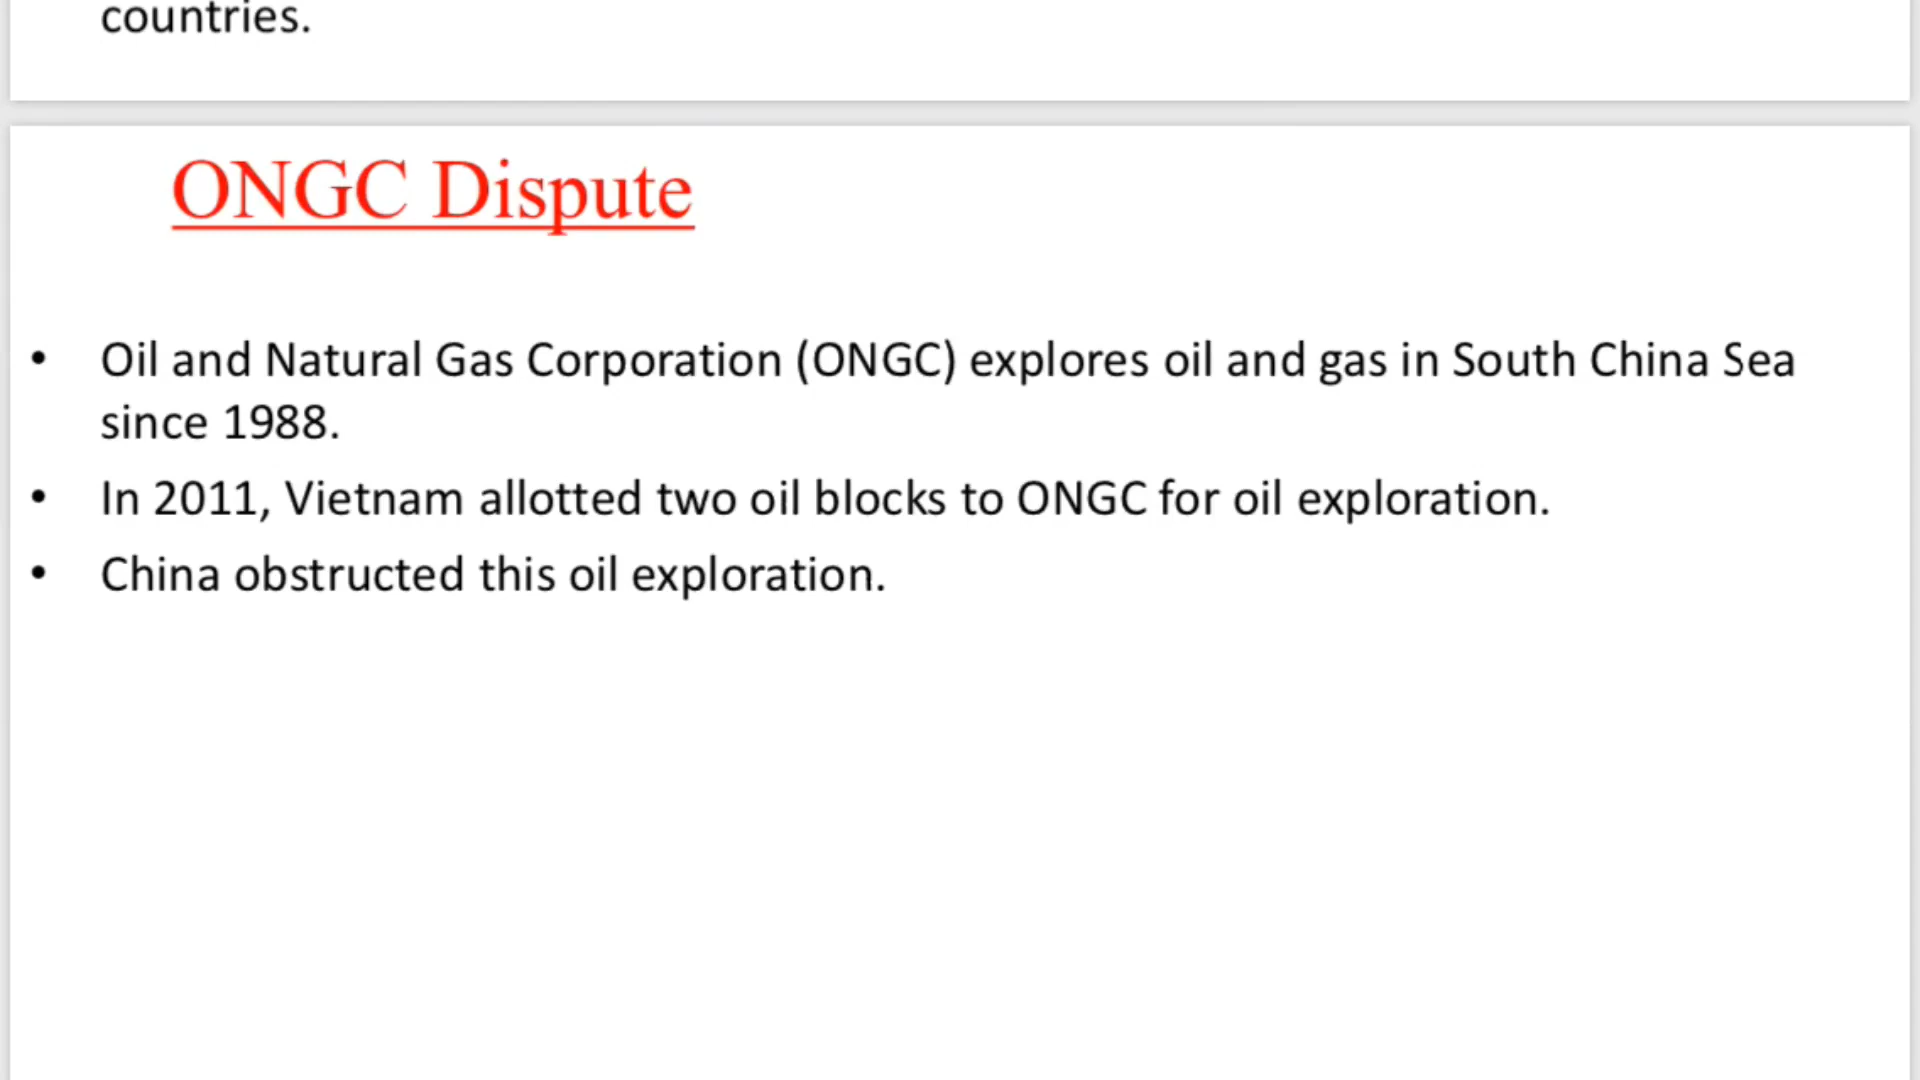 countries.
ONGC Dispute
• Oil and Natural Gas Corporation (ONGC) explores oil and gas in South China Sea
since 1988.
• In 2011, Vietnam allotted two oil blocks to ONGC for oil exploration.
• China obstructed this oil exploration.